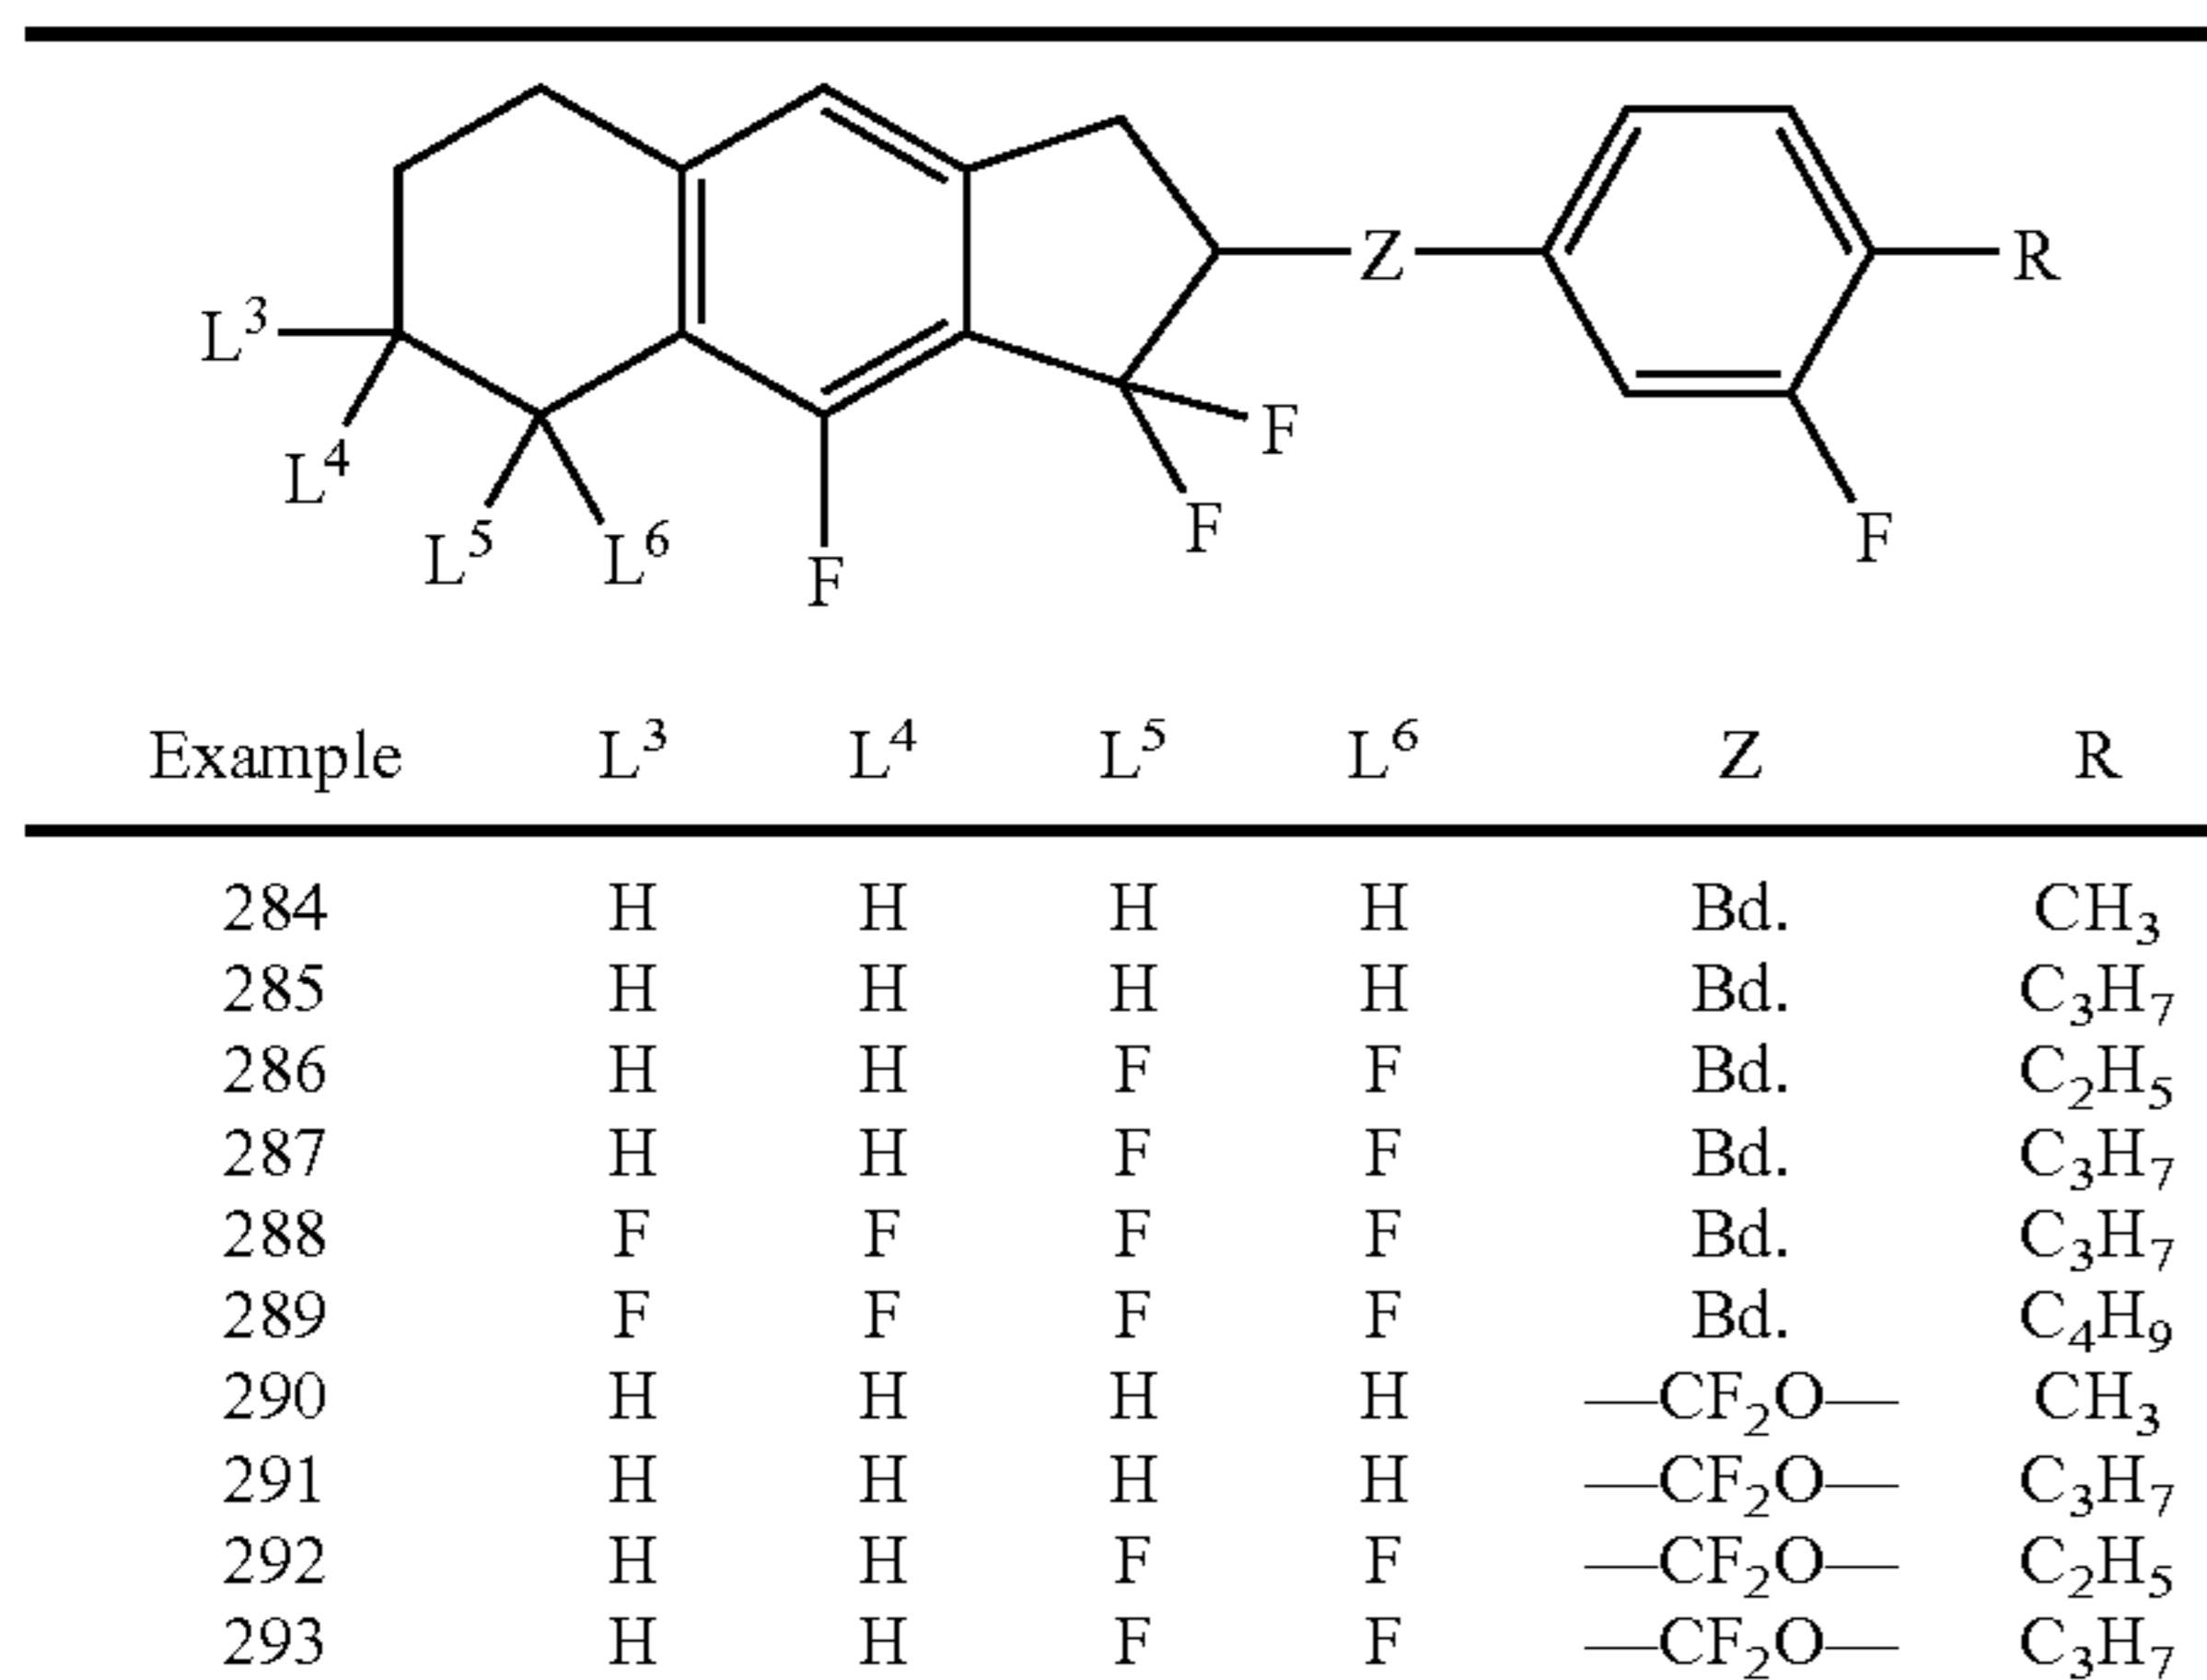 Z R
L³
L⁴ F
L⁵ L⁶ F F F
Example L³ L⁴ L⁵ L⁶ Z R
284 H H H H Bd. CH₃
285 H H H H Bd. C₃H₇
286 H H F F Bd. C₂H₅
287 H H F F Bd. C₃H₇
288 F F F F Bd. C₃H₇
289 F F F F Bd. C₄H₉
290 H H H H —CF₂O— CH₃
291 H H H H —CF₂O— C₃H₇
292 H H F F —CF₂O— C₂H₅
293 H H F F —CF₂O— C₃H₇